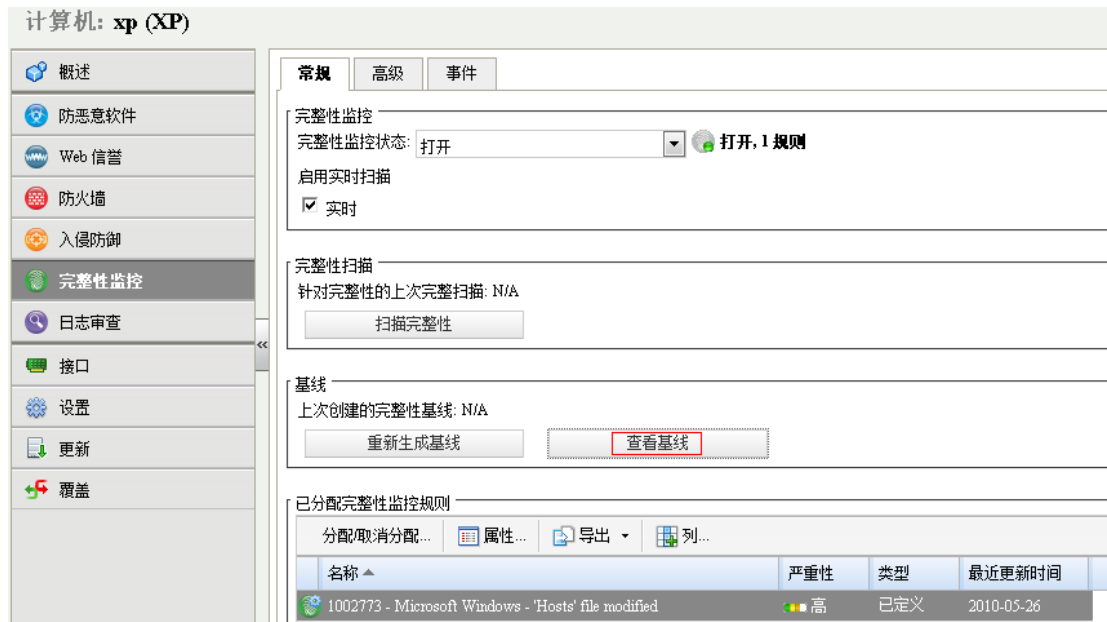 计算机: xp (XP)
概述
防恶意软件
Web 信誉
防火墙
入侵防御
完整性监控
日志审查
接口
设置
更新
覆盖
常规 高级 事件
完整性监控
完整性监控状态: 打开 打开, 1 规则
启用实时扫描
实时
完整性扫描
针对完整性的上次完整扫描: N/A
扫描完整性
基线
上次创建的完整性基线: N/A
重新生成基线 查看基线
已分配完整性监控规则
分配/取消分配... 属性... 导出 列...
名称 严重性 类型 最近更新时间
1002773 - Microsoft Windows - 'Hosts' file modified 高 已定义 2010-05-26